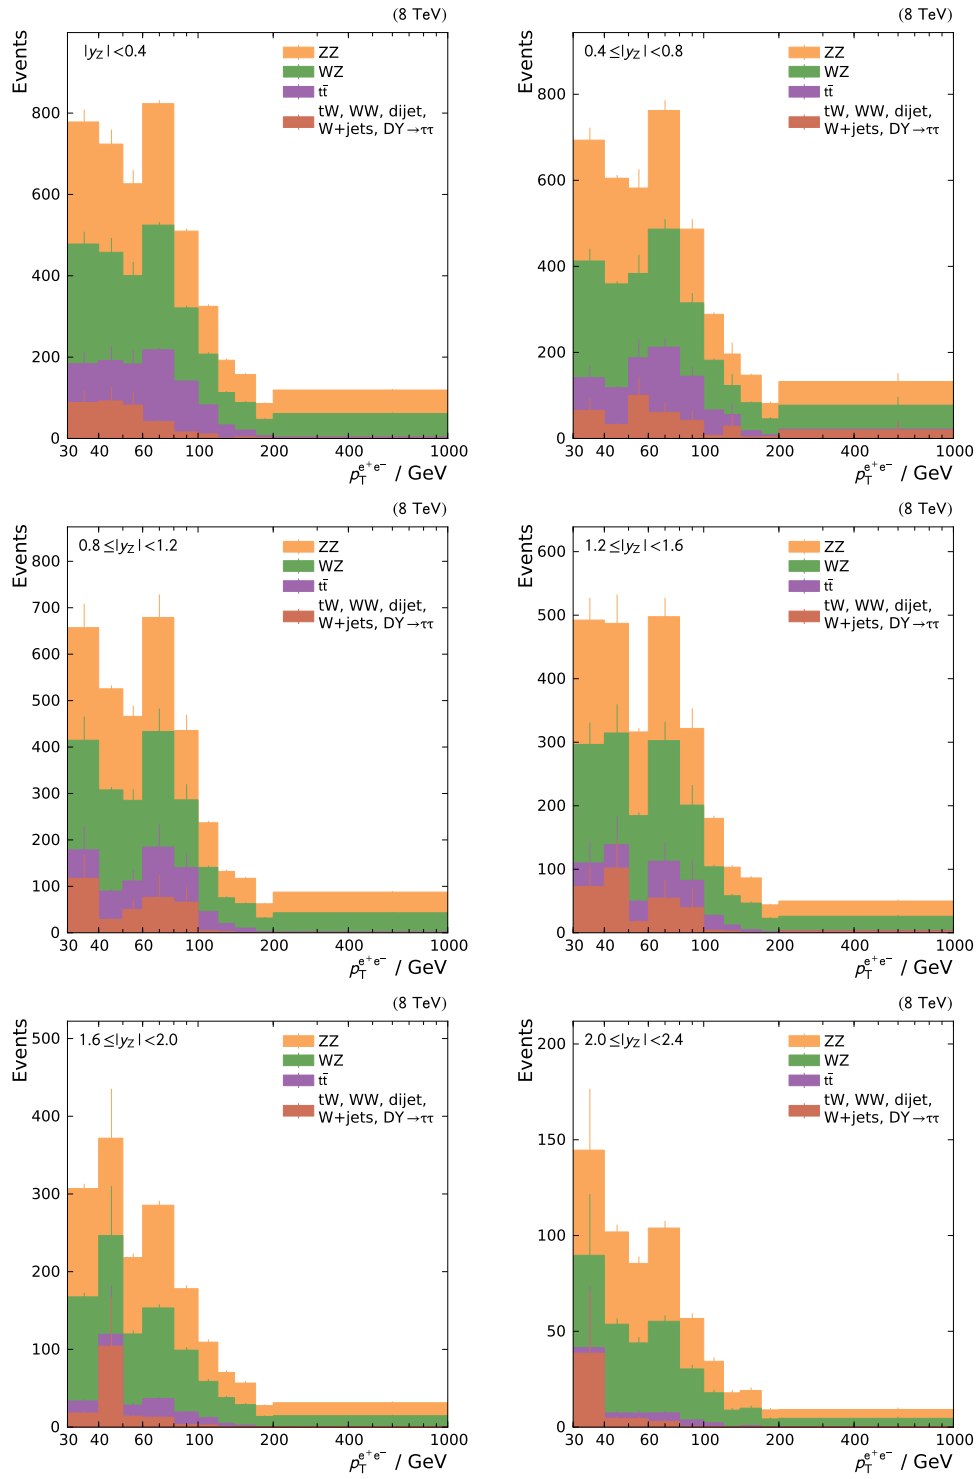 (8 TeV) (8 TeV)
Events |y_Z|<0.4 ZZ Events 0.4≤|y_Z|<0.8 ZZ
WZ WZ
tt̄ tt̄
tW, WW, dijet, tW, WW, dijet,
W+jets, DY→ττ W+jets, DY→ττ
800 800
600 600
400 400
200 200
0 0
30 40 60 100 200 400 1000 30 40 60 100 200 400 1000
p_T^{e⁺e⁻} / GeV p_T^{e⁺e⁻} / GeV
(8 TeV) (8 TeV)
Events 0.8≤|y_Z|<1.2 ZZ Events 1.2≤|y_Z|<1.6 ZZ
WZ WZ
tt̄ tt̄
tW, WW, dijet, tW, WW, dijet,
W+jets, DY→ττ W+jets, DY→ττ
800 600
700 500
600 400
500 300
400 200
300 100
200 0
100
0
30 40 60 100 200 400 1000 30 40 60 100 200 400 1000
p_T^{e⁺e⁻} / GeV p_T^{e⁺e⁻} / GeV
(8 TeV) (8 TeV)
Events 1.6≤|y_Z|<2.0 ZZ Events 2.0≤|y_Z|<2.4 ZZ
WZ WZ
tt̄ tt̄
tW, WW, dijet, tW, WW, dijet,
W+jets, DY→ττ W+jets, DY→ττ
500 200
400 150
300 100
200 50
100 0
0
30 40 60 100 200 400 1000 30 40 60 100 200 400 1000
p_T^{e⁺e⁻} / GeV p_T^{e⁺e⁻} / GeV